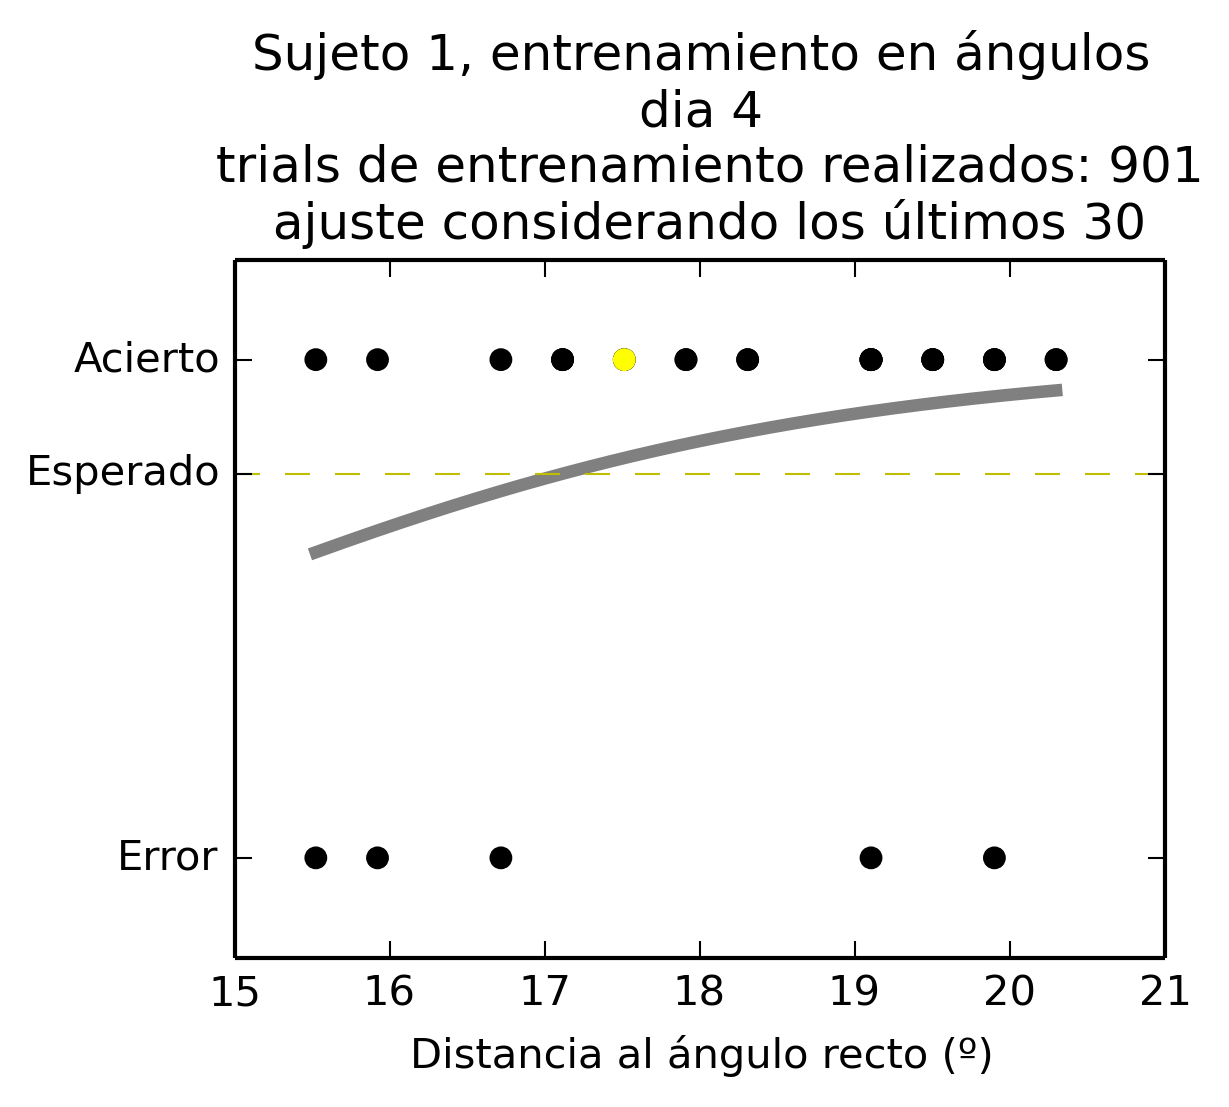 Sujeto 1, entrenamiento en ángulos
dia 4
trials de entrenamiento realizados: 901
ajuste considerando los últimos 30
Acierto
Esperado
Error
15 16 17 18 19 20 21
Distancia al ángulo recto (º)